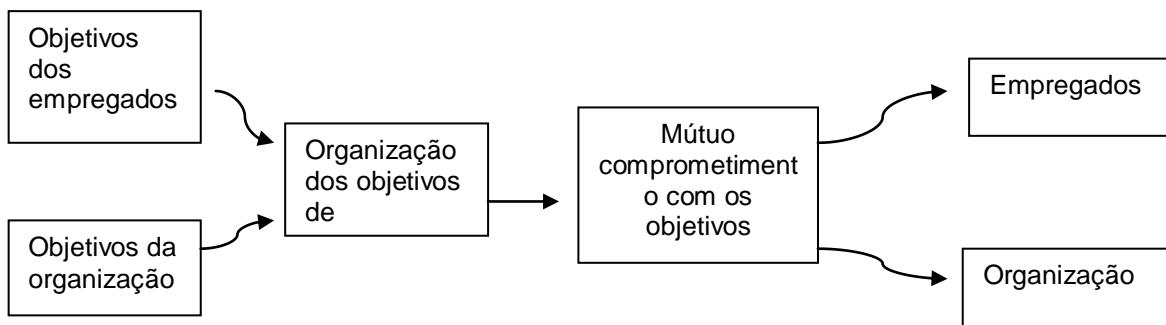 Objetivos
dos
empregados
Objetivos da
organização
Organização
dos objetivos
de
Mútuo
comprometiment
o com os
objetivos
Empregados
Organização